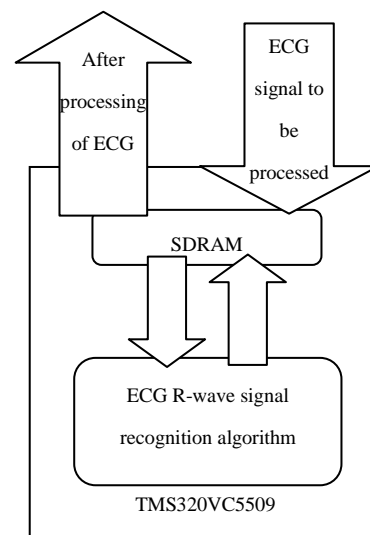 After
processing
of ECG
ECG
signal to
be
processed
SDRAM
ECG R-wave signal
recognition algorithm
TMS320VC5509